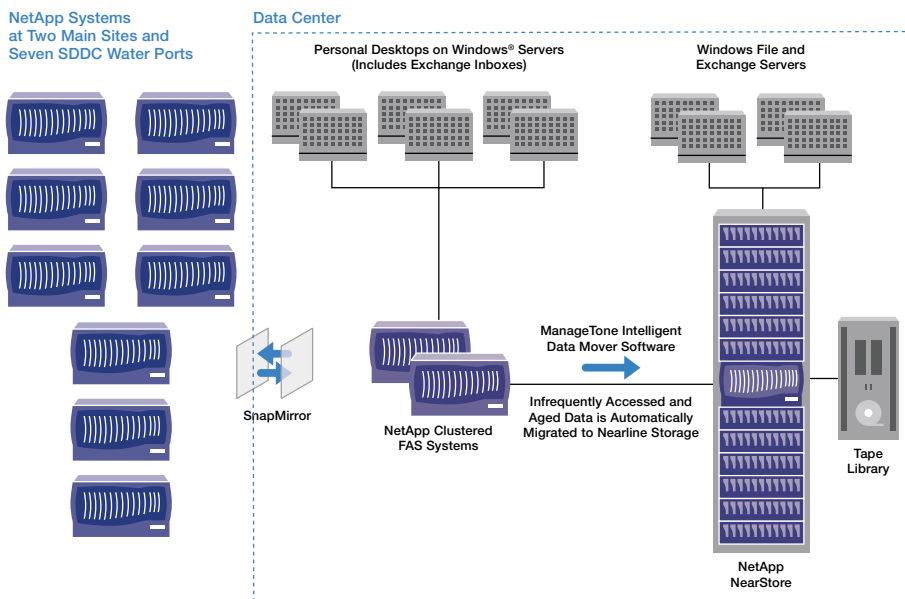 NetApp Systems
at Two Main Sites and
Seven SDDC Water Ports
Data Center
Personal Desktops on Windows® Servers
(Includes Exchange Inboxes)
Windows File and
Exchange Servers
SnapMirror
NetApp Clustered
FAS Systems
ManageTone Intelligent
Data Mover Software
Infrequently Accessed and
Aged Data is Automatically
Migrated to Nearline Storage
Tape
Library
NetApp
NearStore